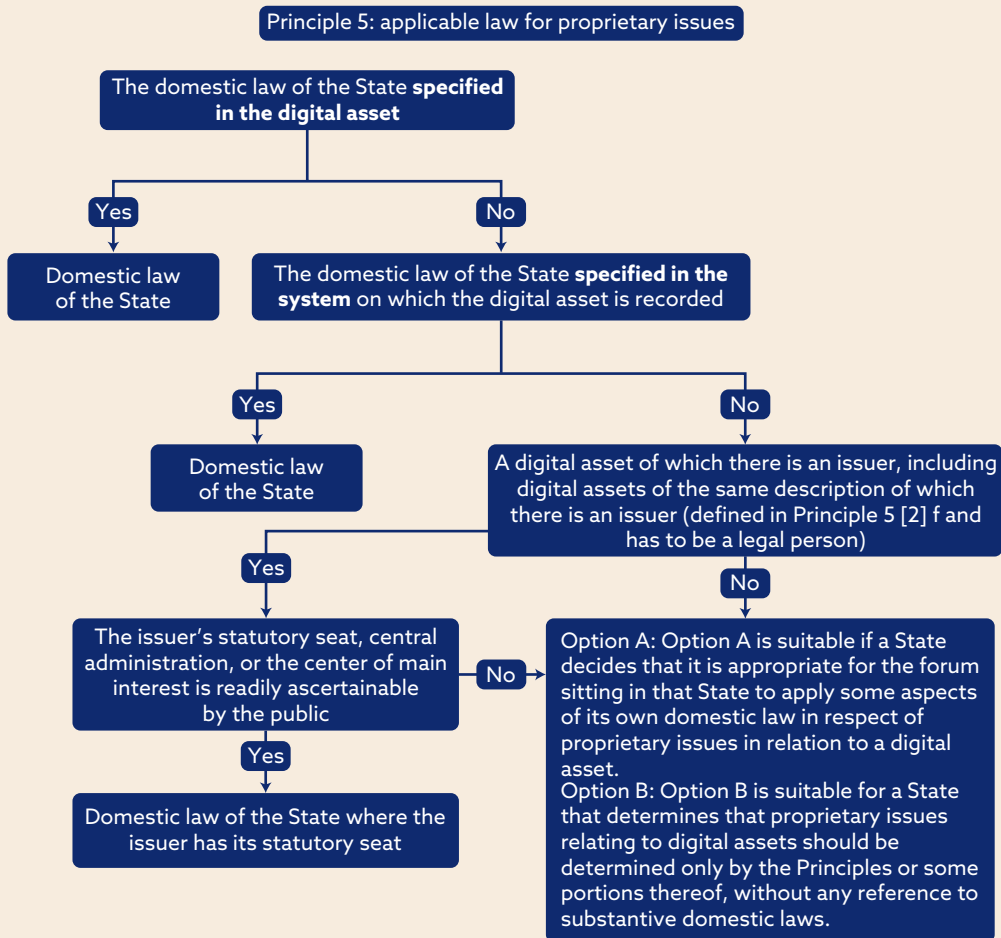 Principle 5: applicable law for proprietary issues
The domestic law of the State specified
in the digital asset
Yes
No
Domestic law
of the State
The domestic law of the State specified in the
system on which the digital asset is recorded
Yes
No
Domestic law
of the State
A digital asset of which there is an issuer, including
digital assets of the same description of which
there is an issuer (defined in Principle 5 [2] f and
has to be a legal person)
Yes
No
The issuer’s statutory seat, central
administration, or the center of main
interest is readily ascertainable
by the public
No
Option A: Option A is suitable if a State
decides that it is appropriate for the forum
sitting in that State to apply some aspects
of its own domestic law in respect of
proprietary issues in relation to a digital
asset.
Option B: Option B is suitable for a State
that determines that proprietary issues
relating to digital assets should be
determined only by the Principles or some
portions thereof, without any reference to
substantive domestic laws.
Yes
Domestic law of the State where the
issuer has its statutory seat